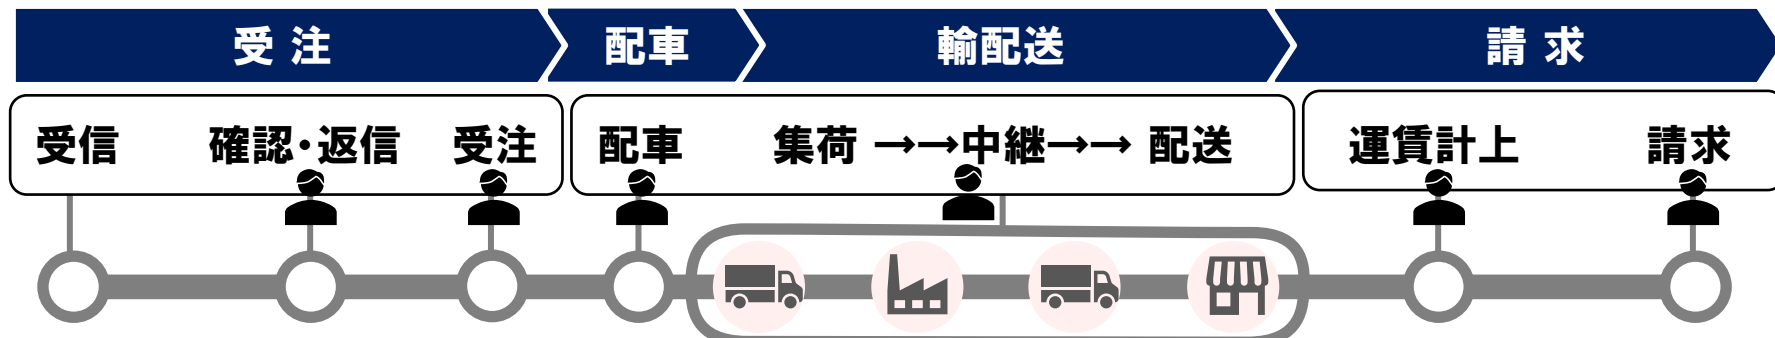 受 注 配車 輸配送 請 求
受信 確認・返信 受注 配車 集荷 →→中継→→ 配送 運賃計上 請求